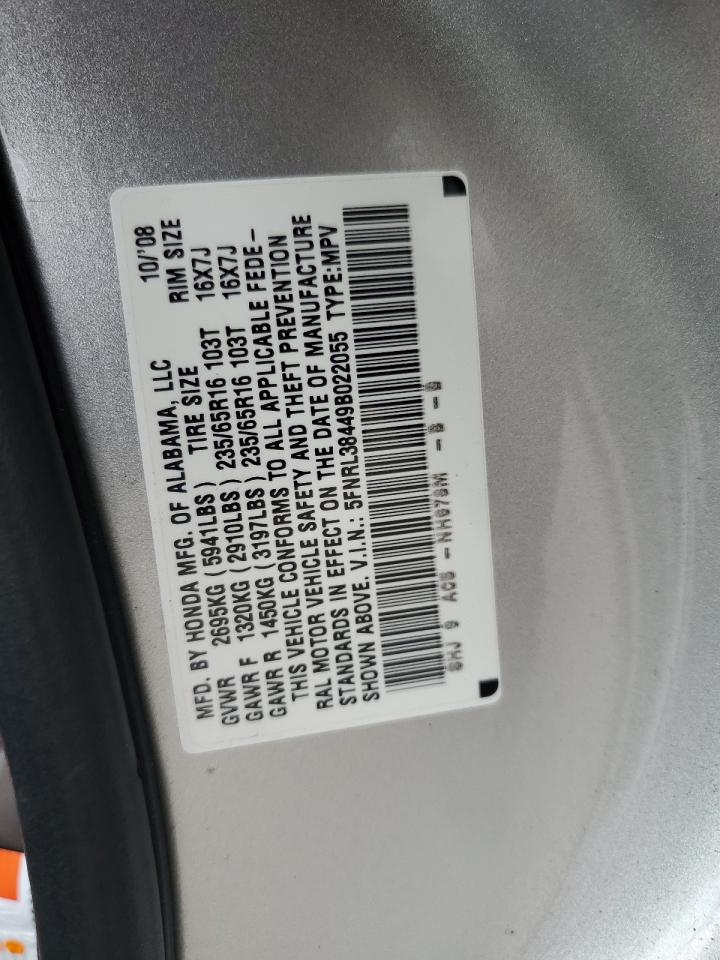 MFD. BY HONDA MFG. OF ALABAMA, LLC 10/'08
GVWR 2695KG (5941LBS) TIRE SIZE RIM SIZE
GAWR F 1320KG (2910LBS) 235/65R16 103T 16X7J
GAWR R 1450KG (3197LBS) 235/65R16 103T 16X7J
THIS VEHICLE CONFORMS TO ALL APPLICABLE FEDE-
RAL MOTOR VEHICLE SAFETY AND THEFT PREVENTION
STANDARDS IN EFFECT ON THE DATE OF MANUFACTURE
SHOWN ABOVE. V.I.N.: 5FNRL38449B022055 TYPE:MPV